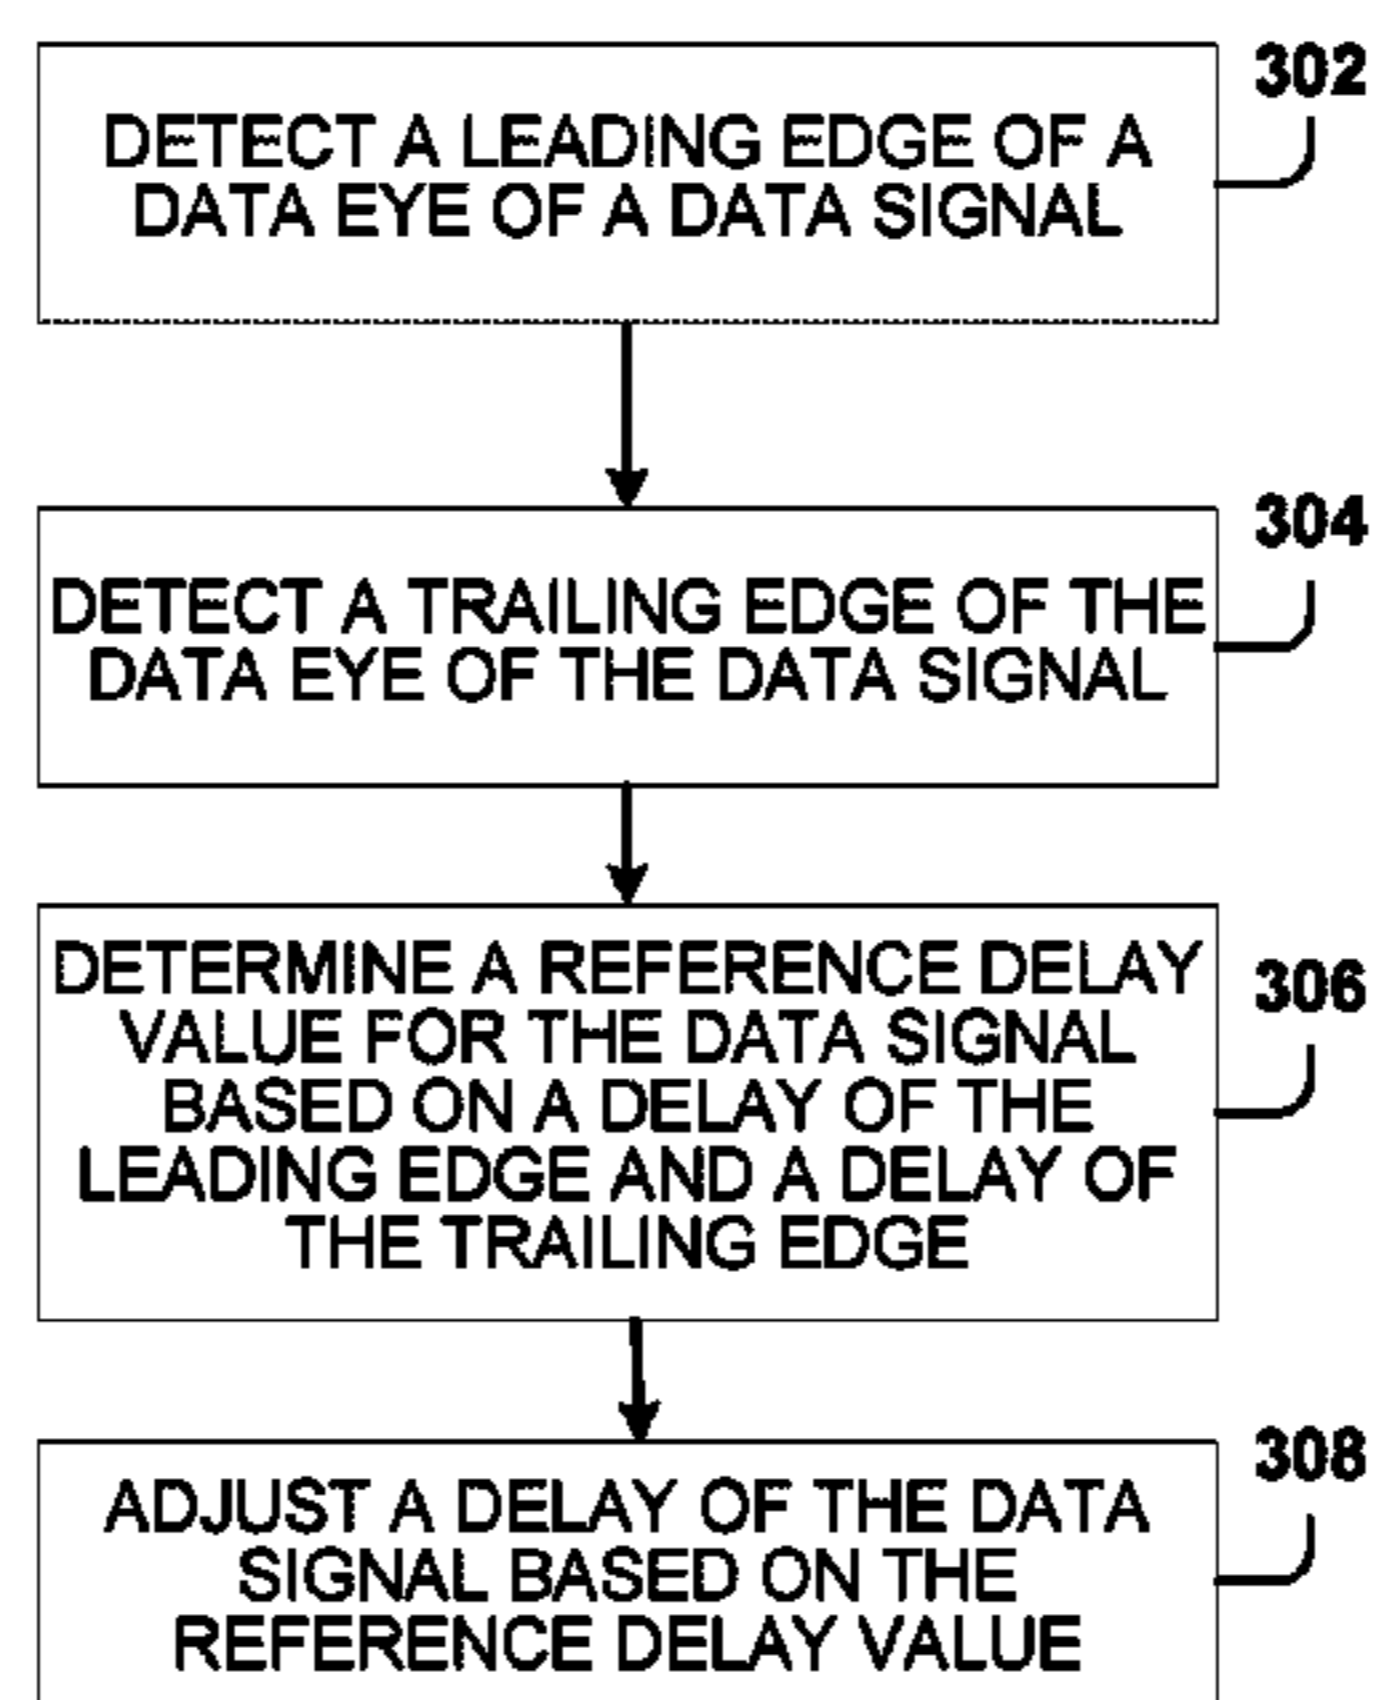 302
DETECT A LEADING EDGE OF A
DATA EYE OF A DATA SIGNAL
304
DETECT A TRAILING EDGE OF THE
DATA EYE OF THE DATA SIGNAL
306
DETERMINE A REFERENCE DELAY
VALUE FOR THE DATA SIGNAL
BASED ON A DELAY OF THE
LEADING EDGE AND A DELAY OF
THE TRAILING EDGE
308
ADJUST A DELAY OF THE DATA
SIGNAL BASED ON THE
REFERENCE DELAY VALUE